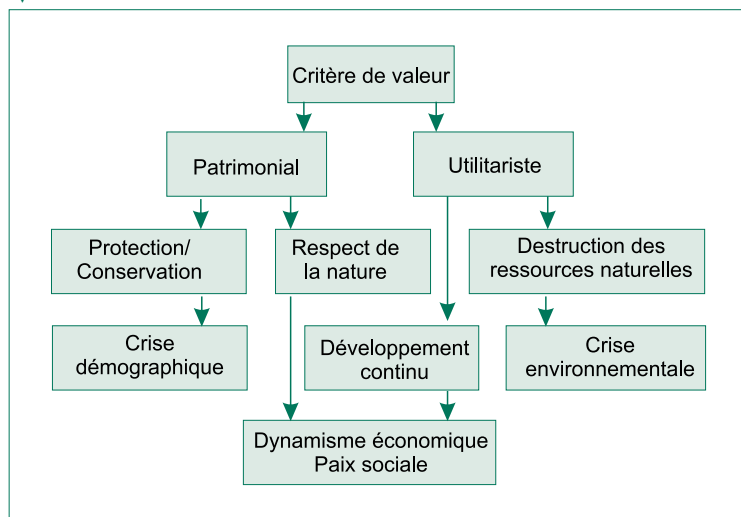 Critère de valeur
Patrimonial
Utilitariste
Protection/
Conservation
Respect de
la nature
Destruction des
ressources naturelles
Crise
démographique
Développement
continu
Crise
environnementale
Dynamisme économique
Paix sociale